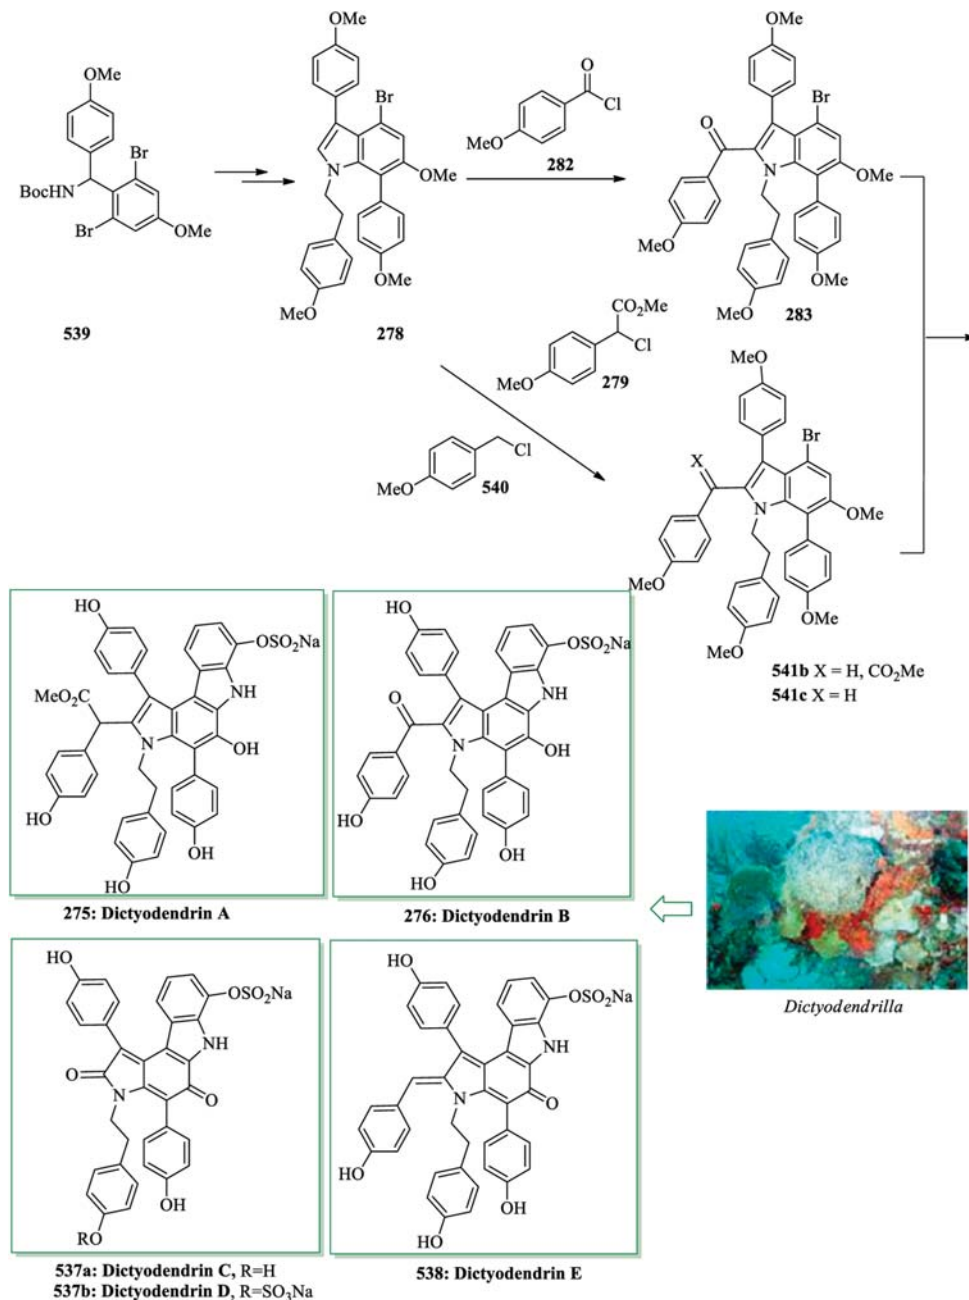 OMe
OMe
OMe
O
Cl
MeO
282
Br
OMe
N
MeO
OMe
278
Br
BocHN
Br
OMe
539
OMe
O
Br
N
OMe
MeO
MeO
OMe
283
CO₂Me
Cl
MeO
279
Cl
MeO
540
MeO
X
Br
N
OMe
MeO
MeO
OMe
541b X = H, CO₂Me
541c X = H
HO
OSO₂Na
NH
MeO₂C
N
OH
HO
HO
OH
275: Dictyodendrin A
HO
OSO₂Na
NH
O
N
OH
HO
HO
OH
276: Dictyodendrin B
Dictyodendrilla
HO
OSO₂Na
NH
O
N
O
OH
RO
537a: Dictyodendrin C, R=H
537b: Dictyodendrin D, R=SO₃Na
HO
OSO₂Na
NH
N
O
HO
OH
HO
538: Dictyodendrin E